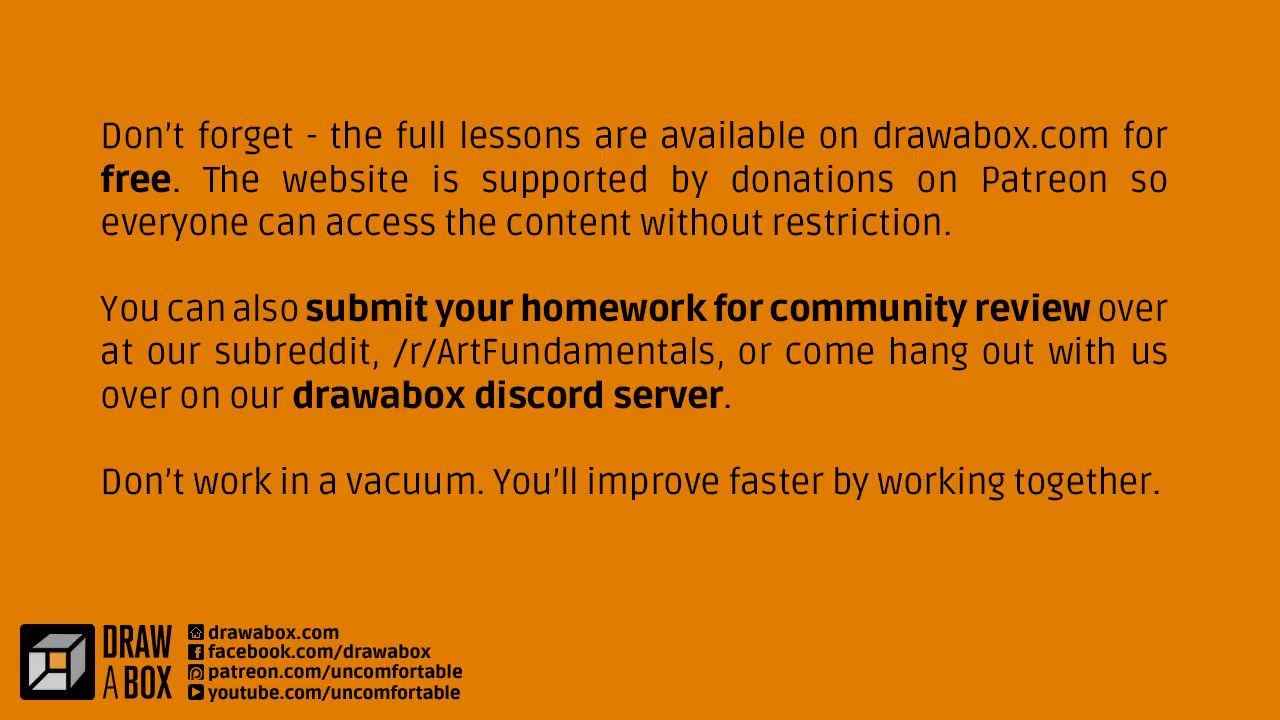 Don’t forget - the full lessons are available on drawabox.com for
free. The website is supported by donations on Patreon so
everyone can access the content without restriction.
You can also submit your homework for community review over
at our subreddit, /r/ArtFundamentals, or come hang out with us
over on our drawabox discord server.
Don’t work in a vacuum. You’ll improve faster by working together.
DRAW
A BOX
drawabox.com
facebook.com/drawabox
patreon.com/uncomfortable
youtube.com/uncomfortable